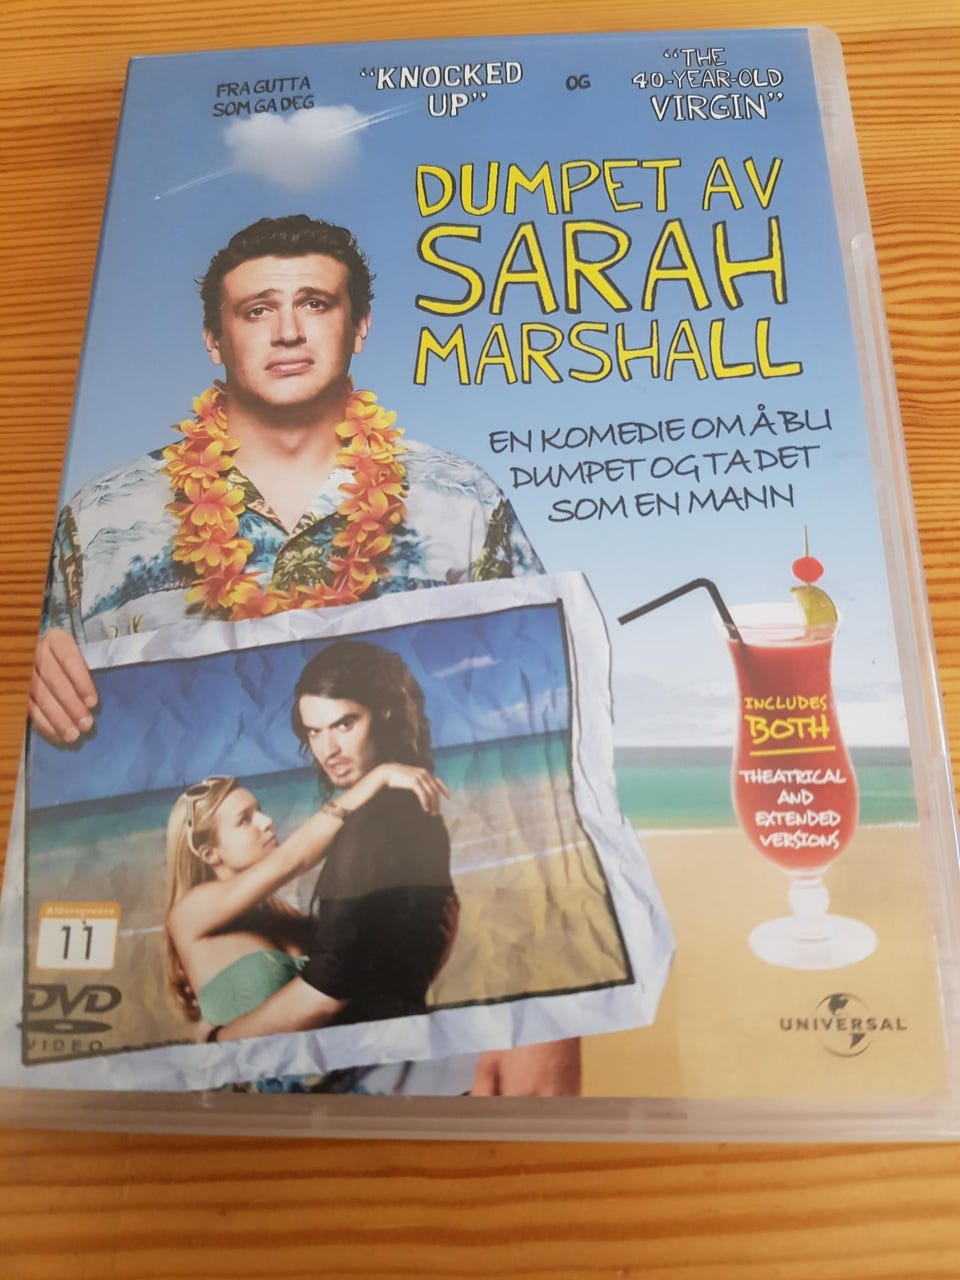 FRA GUTTA
SOM GA DEG
"KNOCKED
UP"
OG
"THE
40-YEAR-OLD
VIRGIN"
DUMPET AV
SARAH
MARSHALL
EN KOMEDIE OM Å BLI
DUMPET OG TA DET
SOM EN MANN
INCLUDES
BOTH
THEATRICAL
AND
EXTENDED
VERSIONS
Aldersgrense
11
DVD
VIDEO
UNIVERSAL